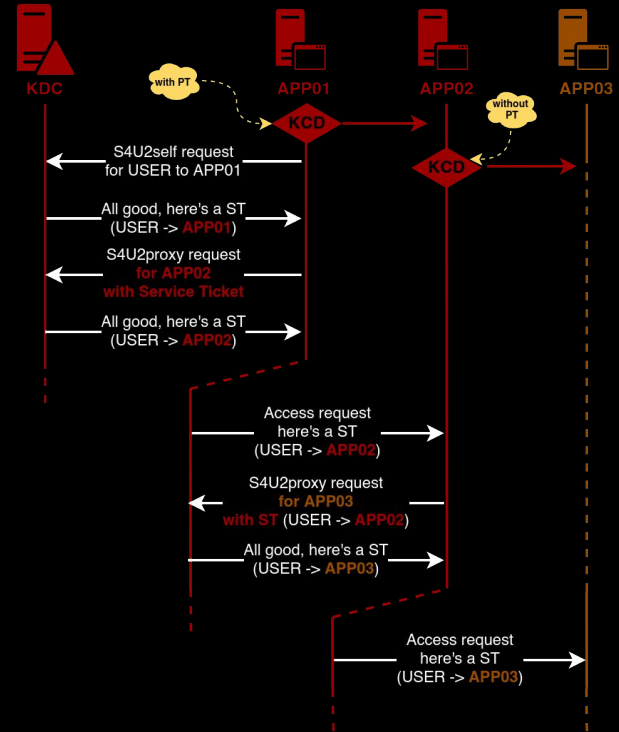 KDC
APP01
APP02
APP03
with PT
without
PT
KCD
KCD
S4U2self request
for USER to APP01
All good, here's a ST
(USER -> APP01)
S4U2proxy request
for APP02
with Service Ticket
All good, here's a ST
(USER -> APP02)
Access request
here's a ST
(USER -> APP02)
S4U2proxy request
for APP03
with ST (USER -> APP02)
All good, here's a ST
(USER -> APP03)
Access request
here's a ST
(USER -> APP03)